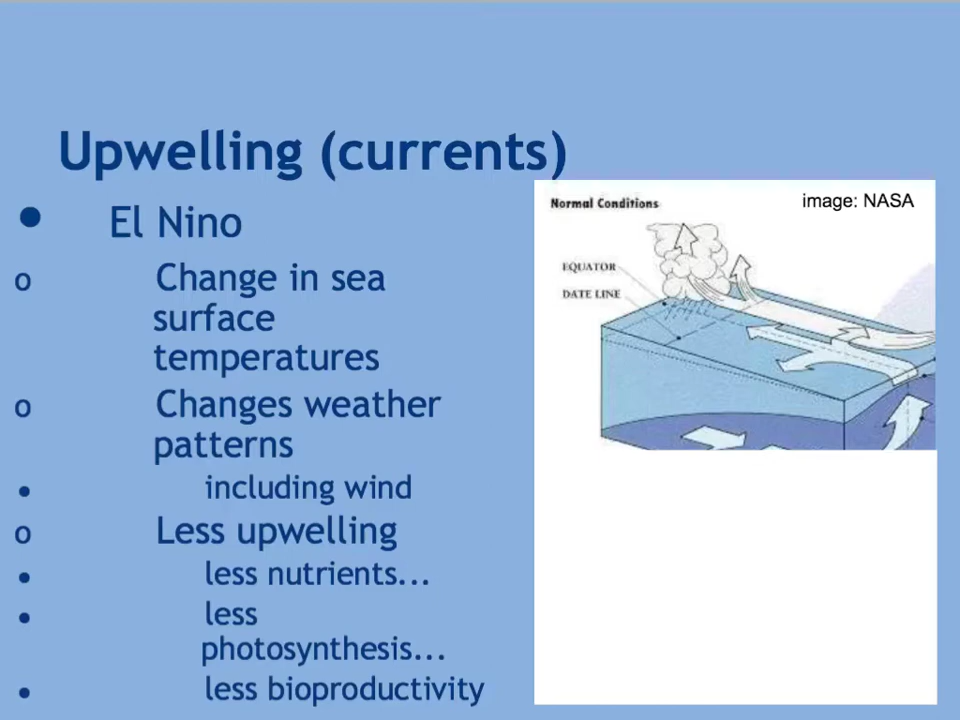 Upwelling (currents)
• El Nino
o Change in sea
surface
temperatures
o Changes weather
patterns
• including wind
o Less upwelling
• less nutrients...
• less
photosynthesis...
• less bioproductivity
Normal Conditions
image: NASA
EQUATOR
DATE LINE